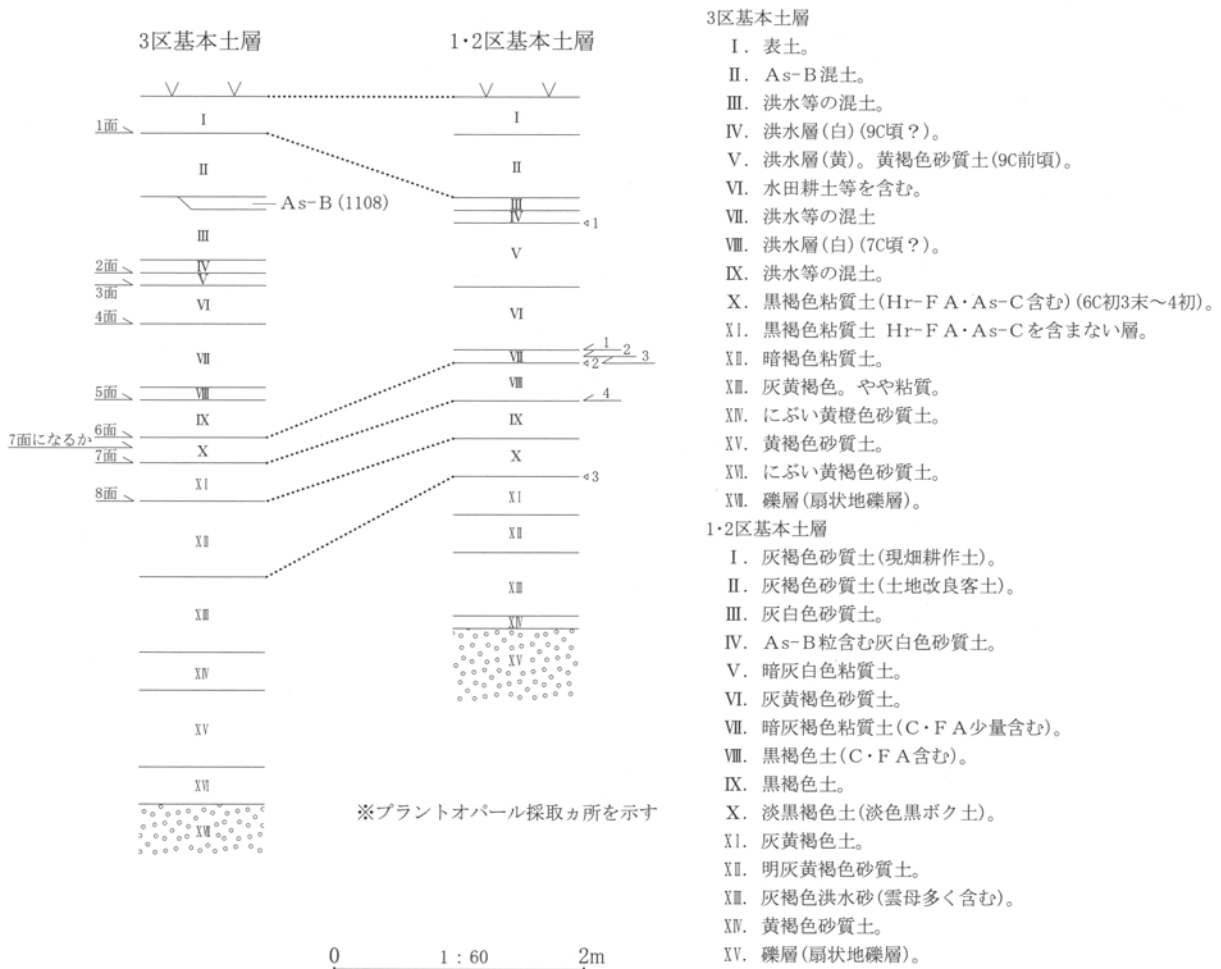 3区基本土層
1・2区基本土層
Ⅰ
Ⅰ
1面
Ⅱ
Ⅱ
As-B(1108)
Ⅲ
Ⅳ
1
Ⅲ
Ⅴ
2面
Ⅳ
Ⅴ
3面
Ⅵ
Ⅵ
4面
1
2
Ⅶ
Ⅶ
3
2
5面
Ⅷ
Ⅷ
4
Ⅸ
Ⅸ
6面
7面になるか
Ⅹ
Ⅹ
7面
3
ⅩⅠ
ⅩⅠ
8面
ⅩⅡ
ⅩⅡ
ⅩⅢ
ⅩⅢ
ⅩⅣ
ⅩⅤ
ⅩⅣ
ⅩⅤ
ⅩⅥ
※プラントオパール採取ヵ所を示す
ⅩⅦ
0 1：60 2m
3区基本土層
Ⅰ. 表土。
Ⅱ. As-B混土。
Ⅲ. 洪水等の混土。
Ⅳ. 洪水層(白)(9C頃？)。
Ⅴ. 洪水層(黄)。黄褐色砂質土(9C前頃)。
Ⅵ. 水田耕土等を含む。
Ⅶ. 洪水等の混土
Ⅷ. 洪水層(白)(7C頃？)。
Ⅸ. 洪水等の混土。
Ⅹ. 黒褐色粘質土(Hr-FA・As-C含む)(6C初3末～4初)。
ⅩⅠ. 黒褐色粘質土 Hr-FA・As-Cを含まない層。
ⅩⅡ. 暗褐色粘質土。
ⅩⅢ. 灰黄褐色。やや粘質。
ⅩⅣ. にぶい黄橙色砂質土。
ⅩⅤ. 黄褐色砂質土。
ⅩⅥ. にぶい黄褐色砂質土。
ⅩⅦ. 礫層(扇状地礫層)。
1・2区基本土層
Ⅰ. 灰褐色砂質土(現畑耕作土)。
Ⅱ. 灰褐色砂質土(土地改良客土)。
Ⅲ. 灰白色砂質土。
Ⅳ. As-B粒含む灰白色砂質土。
Ⅴ. 暗灰白色粘質土。
Ⅵ. 灰黄褐色砂質土。
Ⅶ. 暗灰褐色粘質土(C・FA少量含む)。
Ⅷ. 黒褐色土(C・FA含む)。
Ⅸ. 黒褐色土。
Ⅹ. 淡黒褐色土(淡色黒ボク土)。
ⅩⅠ. 灰黄褐色土。
ⅩⅡ. 明灰黄褐色砂質土。
ⅩⅢ. 灰褐色洪水砂(雲母多く含む)。
ⅩⅣ. 黄褐色砂質土。
ⅩⅤ. 礫層(扇状地礫層)。